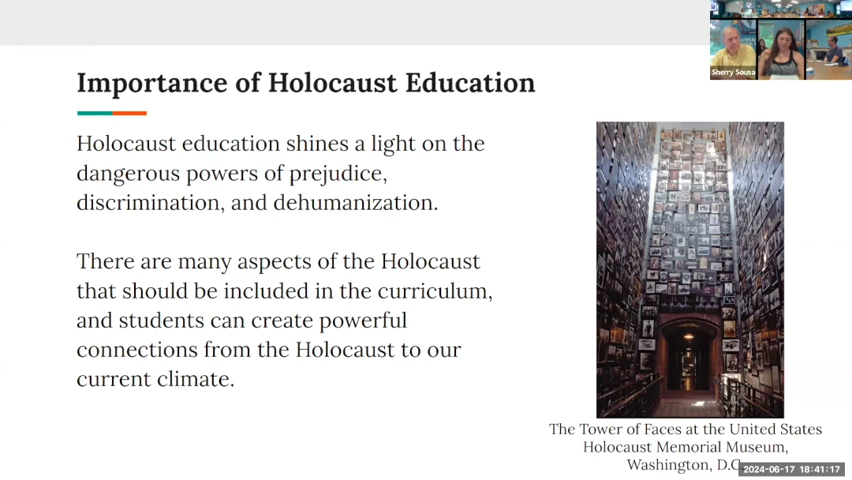 Importance of Holocaust Education
Holocaust education shines a light on the
dangerous powers of prejudice,
discrimination, and dehumanization.
There are many aspects of the Holocaust
that should be included in the curriculum,
and students can create powerful
connections from the Holocaust to our
current climate.
The Tower of Faces at the United States
Holocaust Memorial Museum,
Washington, D.C
Sherry Sousa
2024-06-17 18:41:17